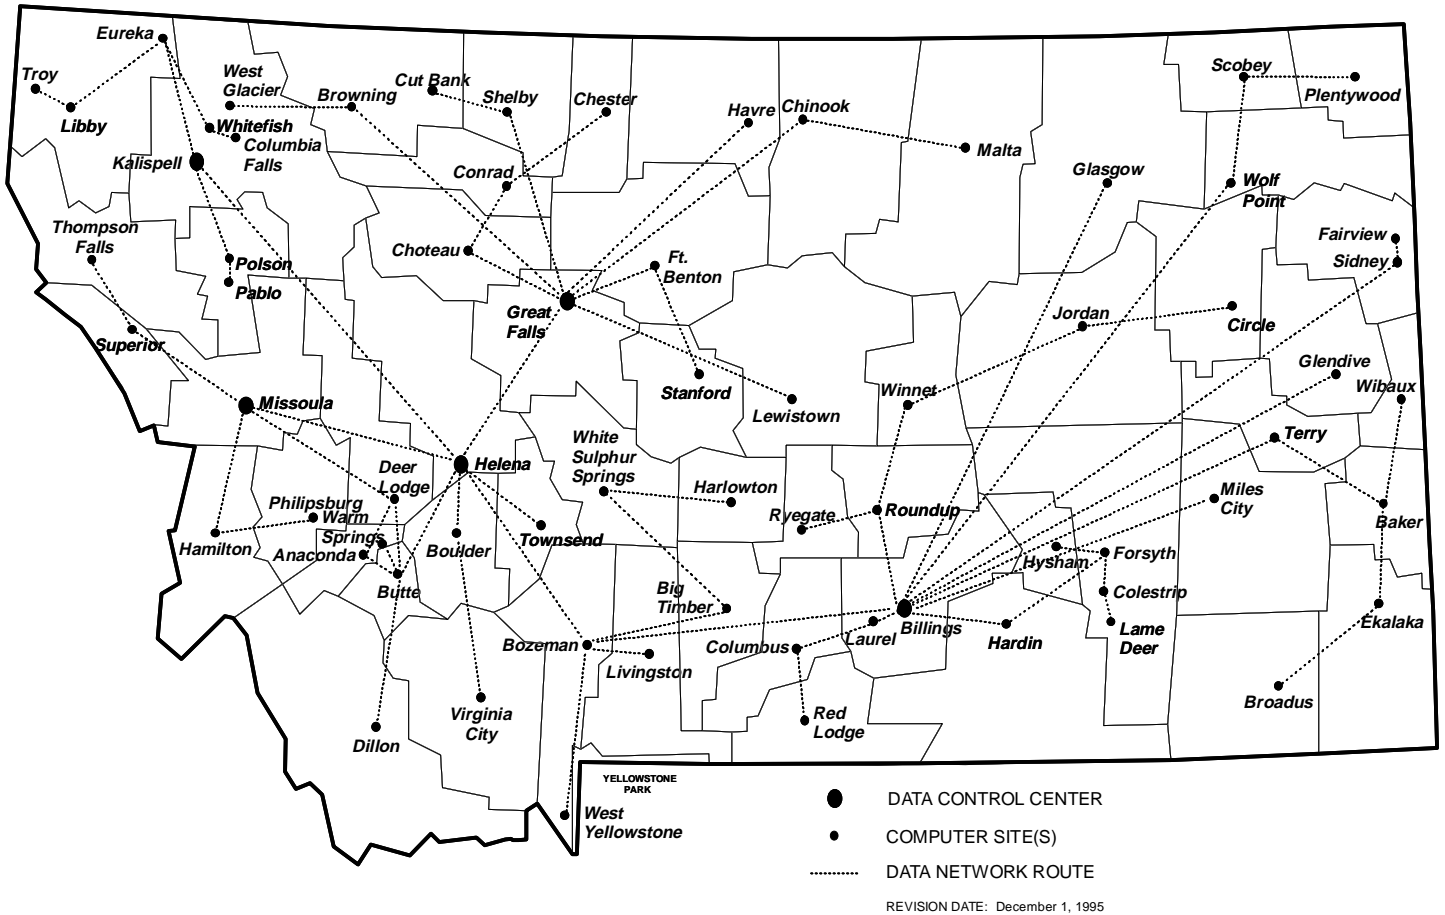 Eureka
Troy
Libby
West
Glacier
Browning
Cut Bank
Shelby
Chester
Havre
Chinook
Malta
Scobey
Plentywood
Whitefish
Columbia
Falls
Kalispell
Conrad
Glasgow
Wolf
Point
Thompson
Falls
Polson
Pablo
Choteau
Ft.
Benton
Fairview
Sidney
Great
Falls
Jordan
Circle
Superior
Stanford
Lewistown
Winnet
Glendive
Wibaux
Missoula
Helena
White
Sulphur
Springs
Harlowton
Terry
Deer
Lodge
Philipsburg
Warm
Springs
Anaconda
Hamilton
Butte
Boulder
Townsend
Ryegate
Roundup
Miles
City
Baker
Hysham
Forsyth
Colestrip
Lame
Deer
Big
Timber
Bozeman
Livingston
Columbus
Laurel
Billings
Hardin
Ekalaka
Broadus
Dillon
Virginia
City
Red
Lodge
West
Yellowstone
YELLOWSTONE
PARK
DATA CONTROL CENTER
COMPUTER SITE(S)
DATA NETWORK ROUTE
REVISION DATE: December 1, 1995